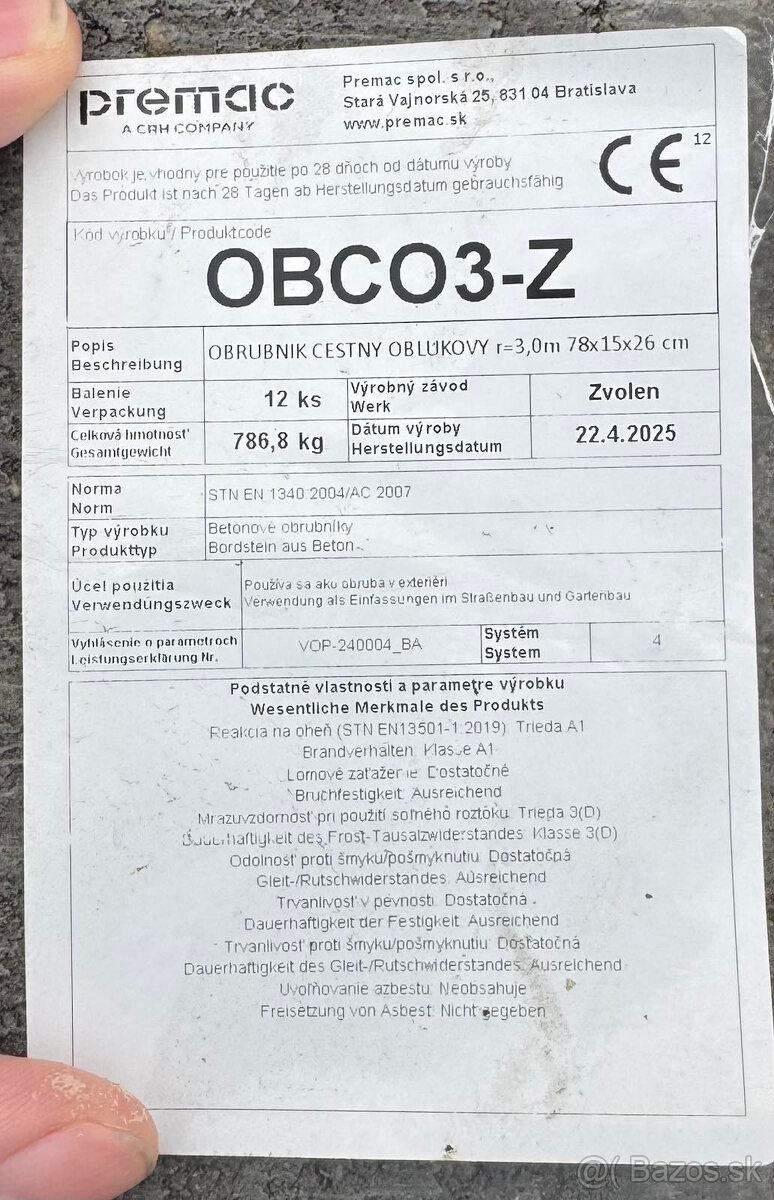 premac
A CRH COMPANY
Premac spol. s r.o.,
Stará Vajnorská 25, 831 04 Bratislava
www.premac.sk
Výrobok je vhodny pre použitie po 28 dňoch od dátumu výroby
Das Produkt ist nach 28 Tagen ab Herstellungsdatum gebrauchsfähig
CE 12
Kód výrobku / Produktcode
OBCO3-Z
Popis
Beschreibung
OBRUBNIK CESTNY OBLUKOVY r=3,0m 78x15x26 cm
Balenie
Verpackung
12 ks
Výrobný závod
Werk
Zvolen
Celková hmotnosť
Gesamtgewicht
786,8 kg
Dátum výroby
Herstellungsdatum
22.4.2025
Norma
Norm
STN EN 1340 2004/AC 2007
Typ výrobku
Produkttyp
Betónové obrubníky
Bordstein aus Beton
Účel použitia
Verwendungszweck
Používa sa ako obruba v exteriéri
Verwendung als Einfassungen im Straßenbau und Gartenbau
Vyhlásenie o parametroch
Leistungserklärung Nr.
VOP-240004_BA
Systém
System
4
Podstatné vlastnosti a parametre výrobku
Wesentliche Merkmale des Produkts
Reakcia na oheň (STN EN13501-1:2019) Trieda A1
Brandverhalten: Klasse A1
Lomové zaťaženie: Dostatočné
Bruchfestigkeit: Ausreichend
Mrazuvzdornosť pri použití soľného roztoku: Trieda 3(D)
Dauerhaftigkeit des Frost-Tausalzwiderstandes: Klasse 3(D)
Odolnosť proti šmyku/pošmyknutiu: Dostatočná
Gleit-/Rutschwiderstandes: Ausreichend
Trvanlivosť v pevnosti: Dostatočná
Dauerhaftigkeit der Festigkeit: Ausreichend
Trvanlivosť proti šmyku/pošmyknutiu: Dostatočná
Dauerhaftigkeit des Gleit-/Rutschwiderstandes: Ausreichend
Uvoľňovanie azbestu: Neobsahuje
Freisetzung von Asbest: Nicht gegeben
@( Bazos.sk